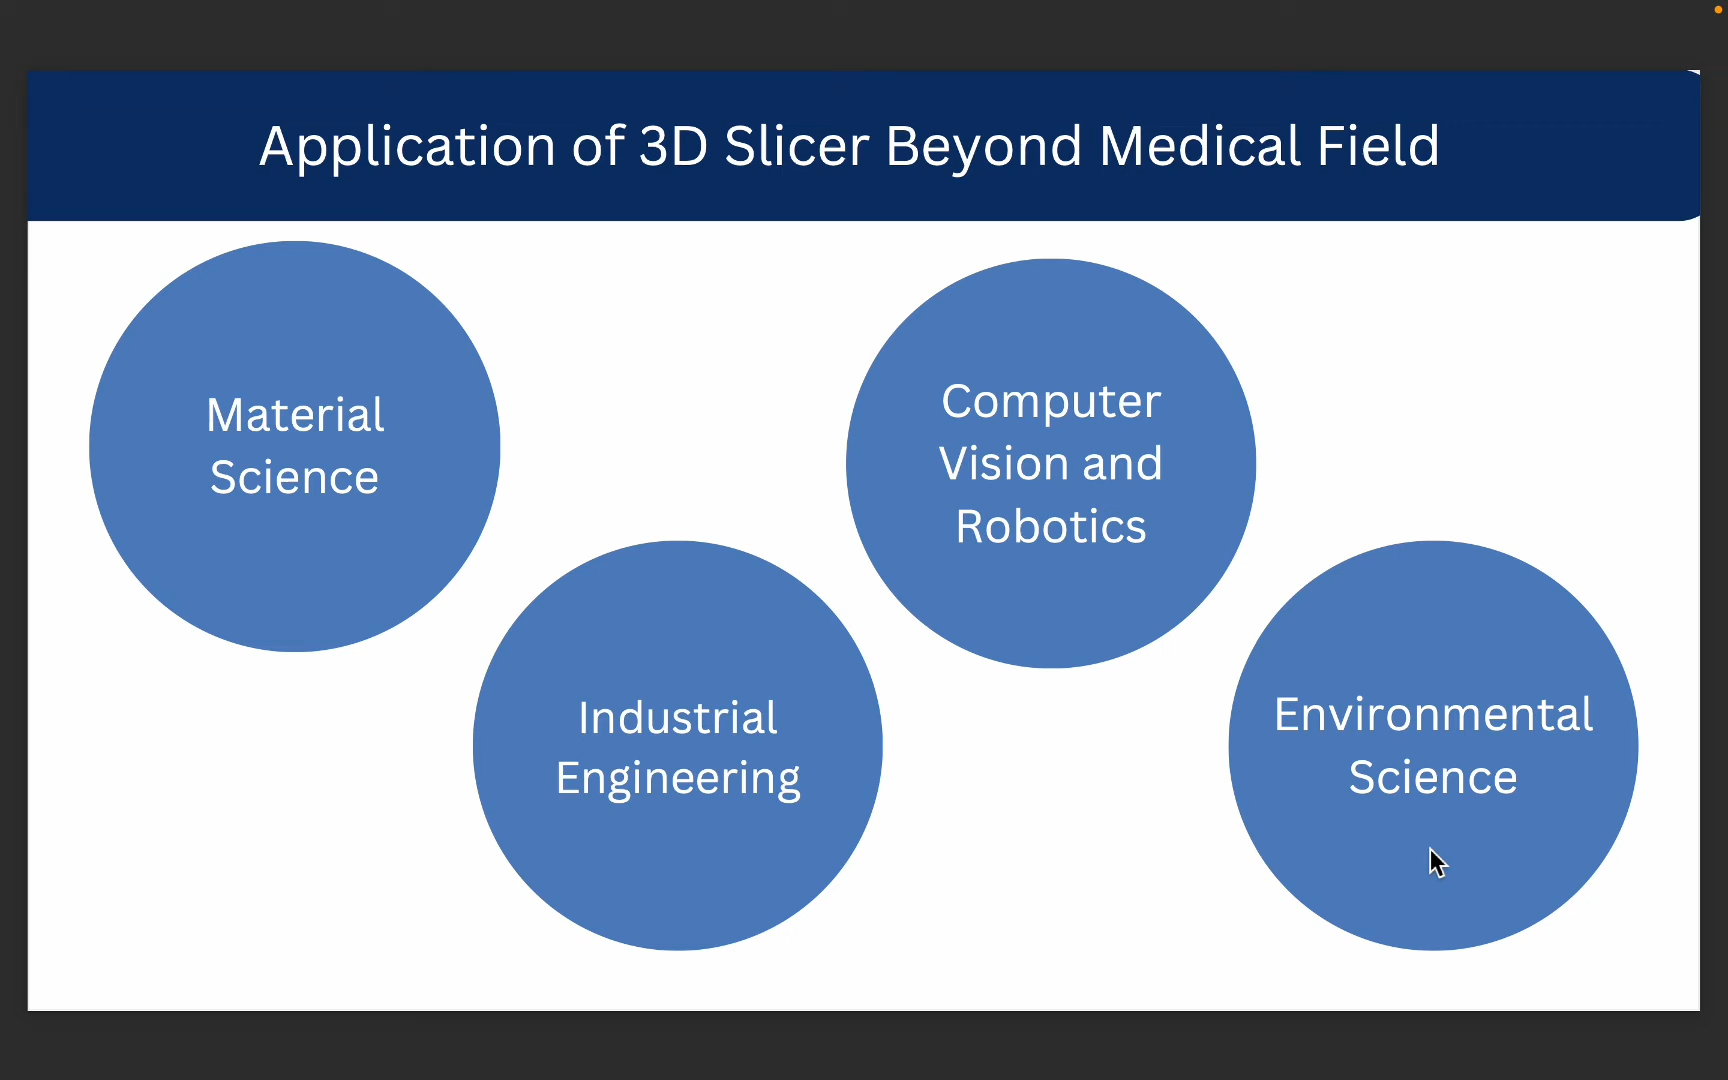 Application of 3D Slicer Beyond Medical Field
Material
Science
Computer
Vision and
Robotics
Industrial
Engineering
Environmental
Science